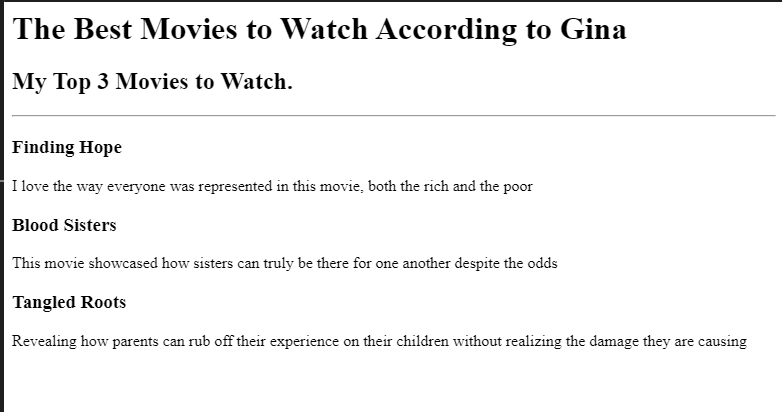 The Best Movies to Watch According to Gina
My Top 3 Movies to Watch.
Finding Hope
I love the way everyone was represented in this movie, both the rich and the poor
Blood Sisters
This movie showcased how sisters can truly be there for one another despite the odds
Tangled Roots
Revealing how parents can rub off their experience on their children without realizing the damage they are causing